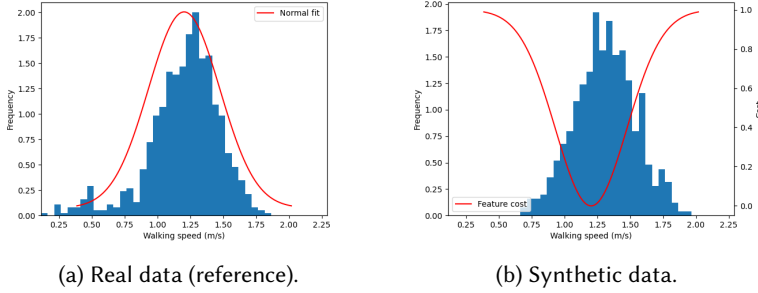 2.00
1.75
1.50
1.25
1.00
0.75
0.50
0.25
0.00
Frequency
Normal fit
0.25 0.50 0.75 1.00 1.25 1.50 1.75 2.00 2.25
Walking speed (m/s)
(a) Real data (reference).
2.00
1.75
1.50
1.25
1.00
0.75
0.50
0.25
0.00
Frequency
Feature cost
0.25 0.50 0.75 1.00 1.25 1.50 1.75 2.00 2.25
Walking speed (m/s)
1.0
0.8
0.6
0.4
0.2
0.0
(b) Synthetic data.